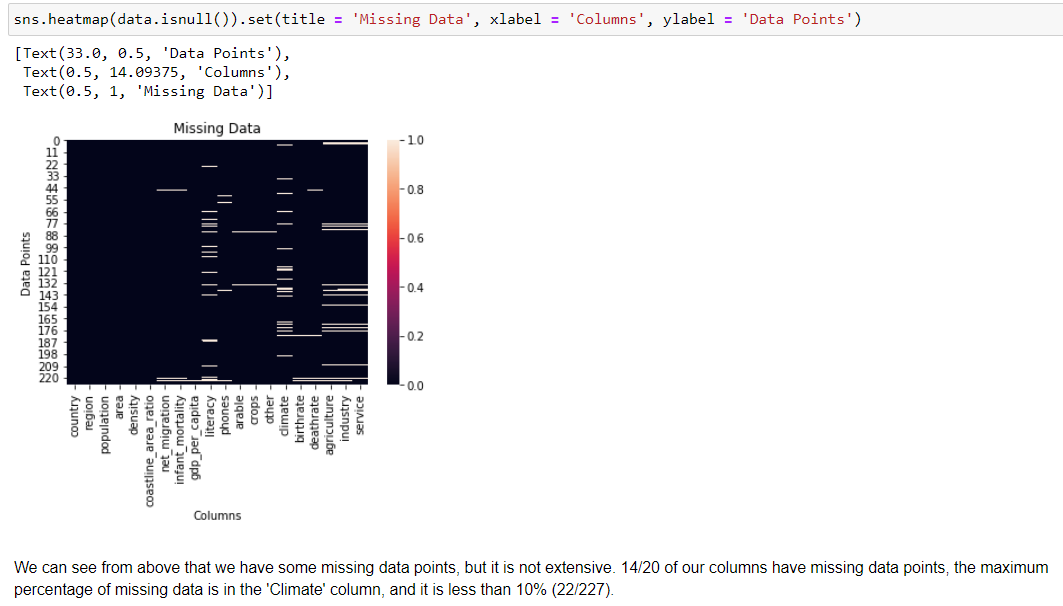 sns.heatmap(data.isnull()).set(title = 'Missing Data', xlabel = 'Columns', ylabel = 'Data Points')
[Text(33.0, 0.5, 'Data Points'),
Text(0.5, 14.09375, 'Columns'),
Text(0.5, 1, 'Missing Data')]
Missing Data
0
11
22
33
44
55
66
77
88
99
110
121
132
143
154
165
176
187
198
209
220
Data Points
1.0
0.8
0.6
0.4
0.2
0.0
country
region
population
area
density
coastline_area_ratio
net_migration
infant_mortality
gdp_per_capita
literacy
phones
arable
crops
other
climate
birthrate
deathrate
agriculture
industry
service
Columns
We can see from above that we have some missing data points, but it is not extensive. 14/20 of our columns have missing data points, the maximum
percentage of missing data is in the 'Climate' column, and it is less than 10% (22/227).